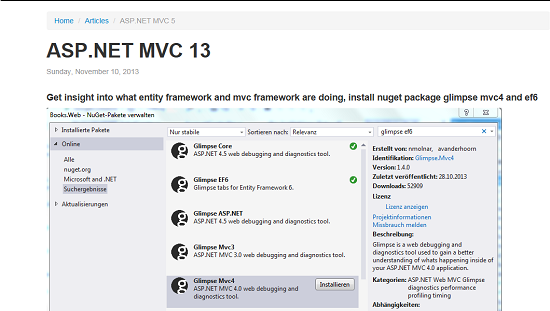 Home / Articles / ASP.NET MVC 5
ASP.NET MVC 13
Sunday, November 10, 2013
Get insight into what entity framework and mvc framework are doing, install nuget package glimpse mvc4 and ef6
Books.Web - NuGet-Pakete verwalten
Installierte Pakete
Online
Alle
nuget.org
Microsoft and .NET
Suchergebnisse
Aktualisierungen
Nur stabile
Sortieren nach: Relevanz
glimpse ef6
Glimpse Core
ASP.NET 4.5 web debugging and diagnostics tool.
Glimpse EF6
Glimpse tabs for Entity Framework 6.
Glimpse ASP.NET
ASP.NET 4.5 web debugging and diagnostics tool.
Glimpse Mvc3
ASP.NET MVC 3.0 web debugging and diagnostics tool.
Glimpse Mvc4
ASP.NET MVC 4.0 web debugging and
diagnostics tool.
Installieren
Erstellt von: nmolnar, avanderhoorn
Identifikation: Glimpse.Mvc4
Version: 1.4.0
Zuletzt veröffentlicht: 28.10.2013
Downloads: 52909
Lizenz
Lizenz anzeigen
Projektinformationen
Missbrauch melden
Beschreibung:
Glimpse is a web debugging and
diagnostics tool used to gain a better
understanding of whats happening inside of
your ASP.NET MVC 4.0 application.
Kategorien: ASP.NET Web MVC Glimpse
diagnostics performance
profiling timing
Abhängigkeiten: